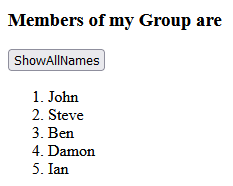 Members of my Group are
ShowAllNames
1. John
2. Steve
3. Ben
4. Damon
5. Ian